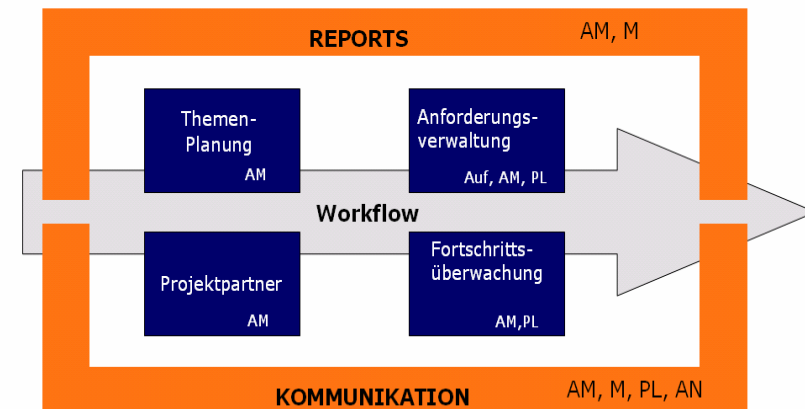 REPORTS
AM, M
Themen-
Planung
AM
Anforderungs-
verwaltung
Auf, AM, PL
Workflow
Projektpartner
AM
Fortschritts-
überwachung
AM,PL
KOMMUNIKATION
AM, M, PL, AN